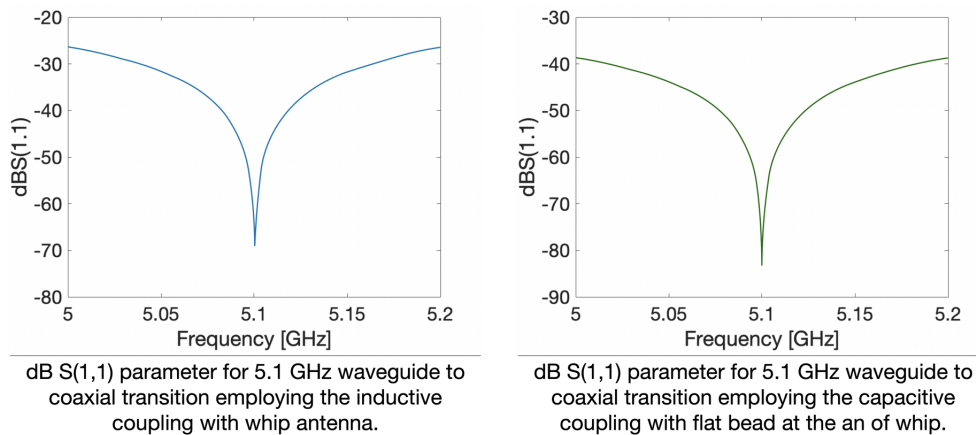 -20
-30
-40
-50
-60
-70
-80
dBS(1.1)
5
5.05
5.1
5.15
5.2
Frequency [GHz]
dB S(1,1) parameter for 5.1 GHz waveguide to
coaxial transition employing the inductive
coupling with whip antenna.
-30
-40
-50
-60
-70
-80
-90
dBS(1.1)
5
5.05
5.1
5.15
5.2
Frequency [GHz]
dB S(1,1) parameter for 5.1 GHz waveguide to
coaxial transition employing the capacitive
coupling with flat bead at the an of whip.